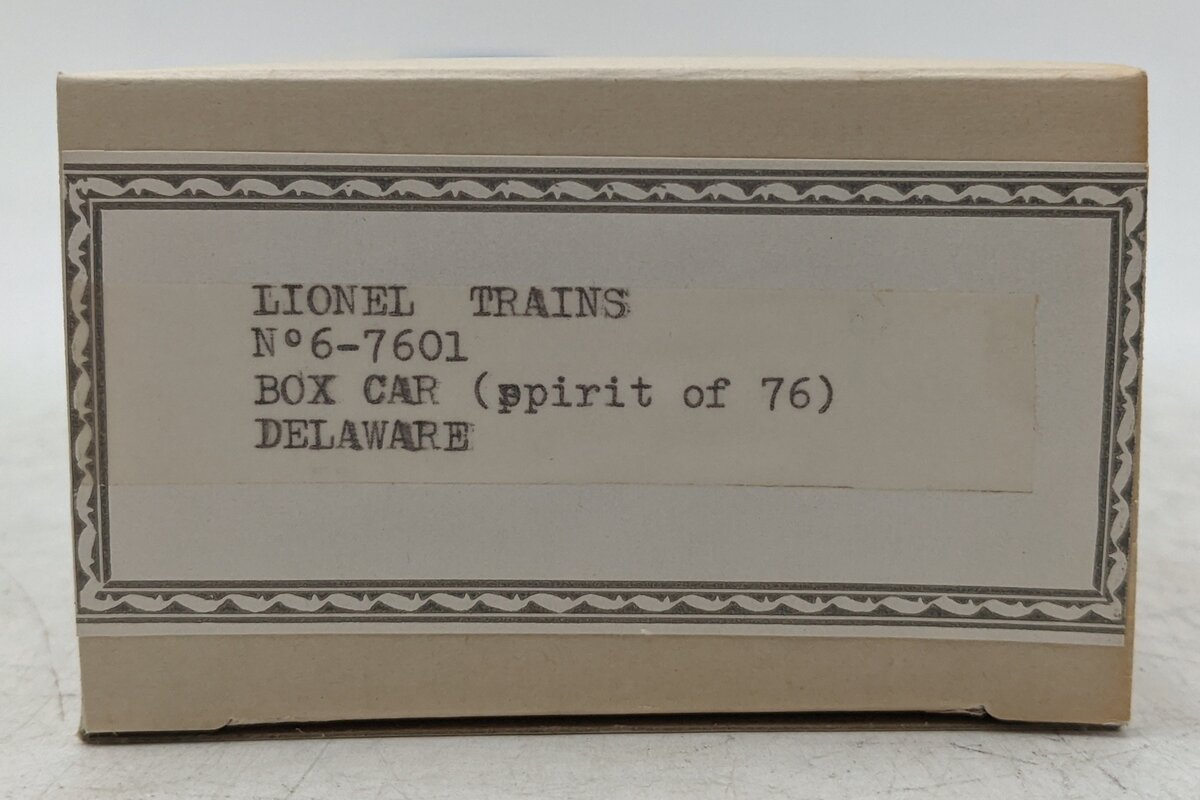 LIONEL TRAINS
Nº6-7601
BOX CAR (spirit of 76)
DELAWARE